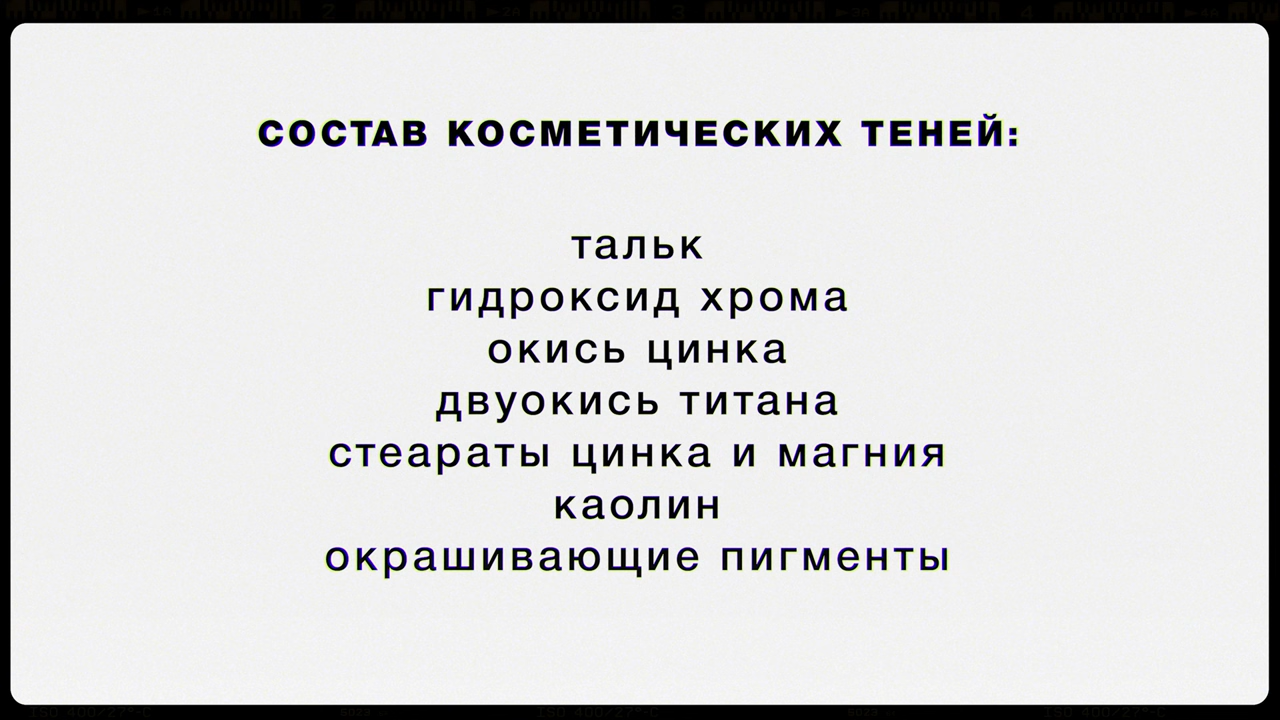 СОСТАВ КОСМЕТИЧЕСКИХ ТЕНЕЙ:
тальк
гидроксид хрома
окись цинка
двуокись титана
стеараты цинка и магния
каолин
окрашивающие пигменты